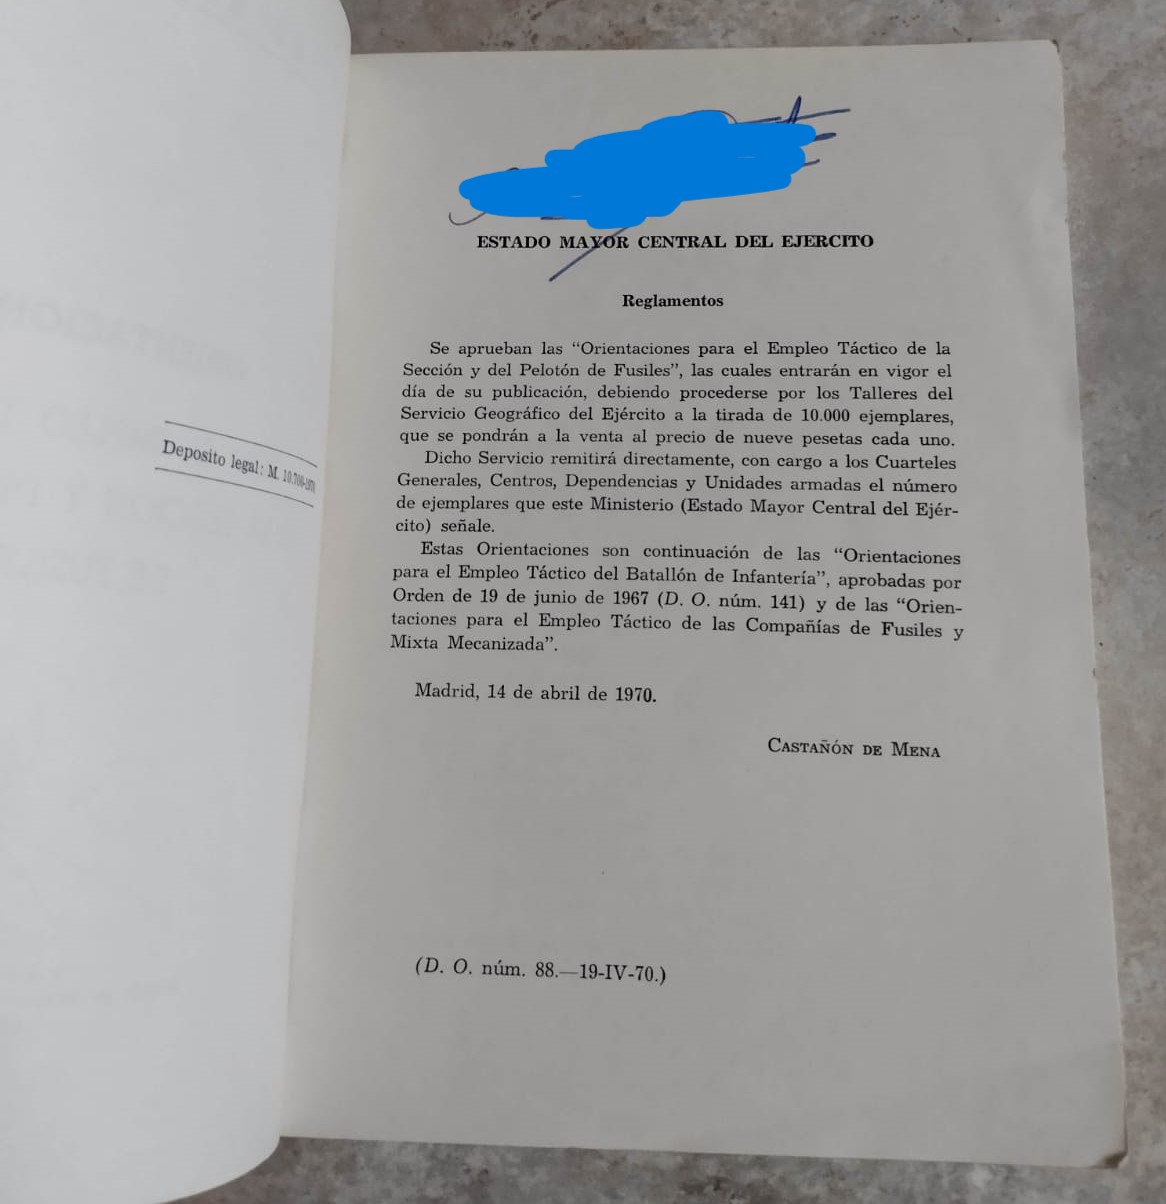 Deposito legal: M. 10.700-1970
ESTADO MAYOR CENTRAL DEL EJERCITO
Reglamentos
Se aprueban las “Orientaciones para el Empleo Táctico de la
Sección y del Pelotón de Fusiles”, las cuales entrarán en vigor el
día de su publicación, debiendo procederse por los Talleres del
Servicio Geográfico del Ejército a la tirada de 10.000 ejemplares,
que se pondrán a la venta al precio de nueve pesetas cada uno.
Dicho Servicio remitirá directamente, con cargo a los Cuarteles
Generales, Centros, Dependencias y Unidades armadas el número
de ejemplares que este Ministerio (Estado Mayor Central del Ejér-
cito) señale.
Estas Orientaciones son continuación de las “Orientaciones
para el Empleo Táctico del Batallón de Infantería”, aprobadas por
Orden de 19 de junio de 1967 (D. O. núm. 141) y de las “Orien-
taciones para el Empleo Táctico de las Compañías de Fusiles y
Mixta Mecanizada”.
Madrid, 14 de abril de 1970.
CASTAÑÓN DE MENA
(D. O. núm. 88.—19-IV-70.)